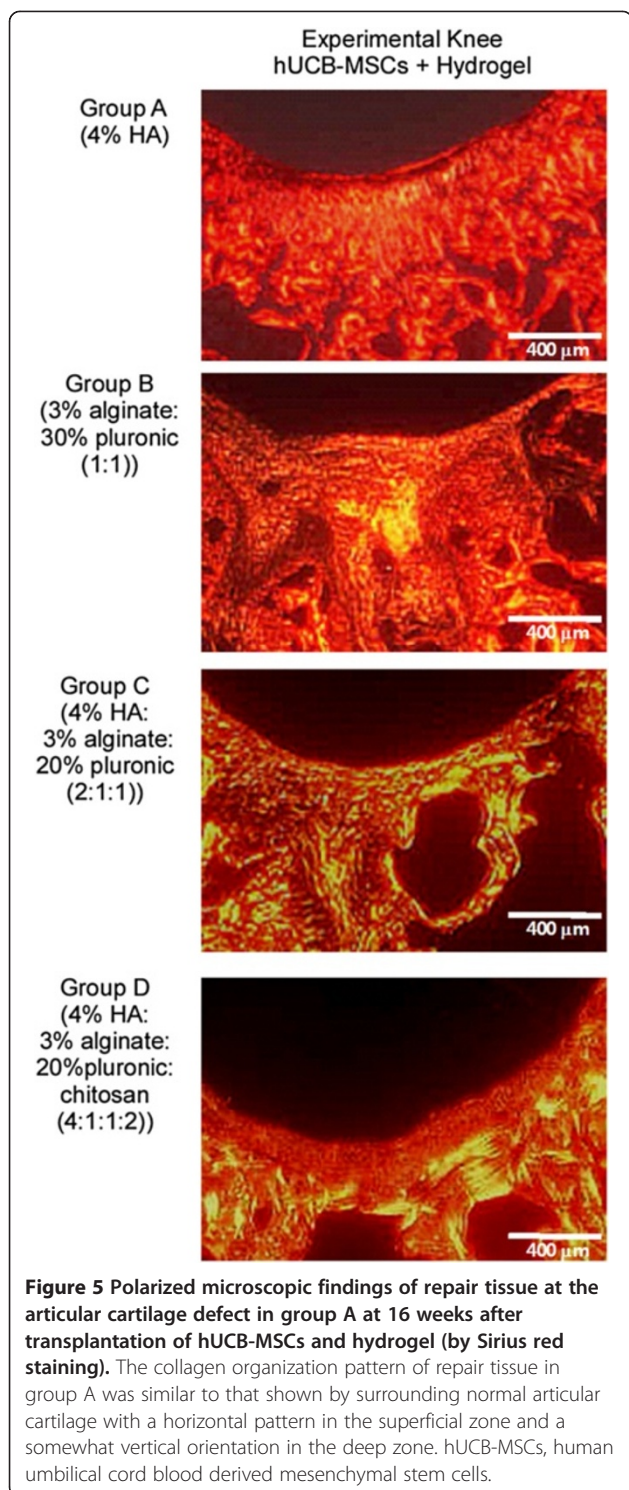 Experimental Knee
hUCB-MSCs + Hydrogel
Group A
(4% HA)
400 µm
Group B
(3% alginate:
30% pluronic
(1:1))
400 µm
Group C
(4% HA:
3% alginate:
20% pluronic
(2:1:1))
400 µm
Group D
(4% HA:
3% alginate:
20%pluronic:
chitosan
(4:1:1:2))
400 µm
Figure 5 Polarized microscopic findings of repair tissue at the
articular cartilage defect in group A at 16 weeks after
transplantation of hUCB-MSCs and hydrogel (by Sirius red
staining). The collagen organization pattern of repair tissue in
group A was similar to that shown by surrounding normal articular
cartilage with a horizontal pattern in the superficial zone and a
somewhat vertical orientation in the deep zone. hUCB-MSCs, human
umbilical cord blood derived mesenchymal stem cells.